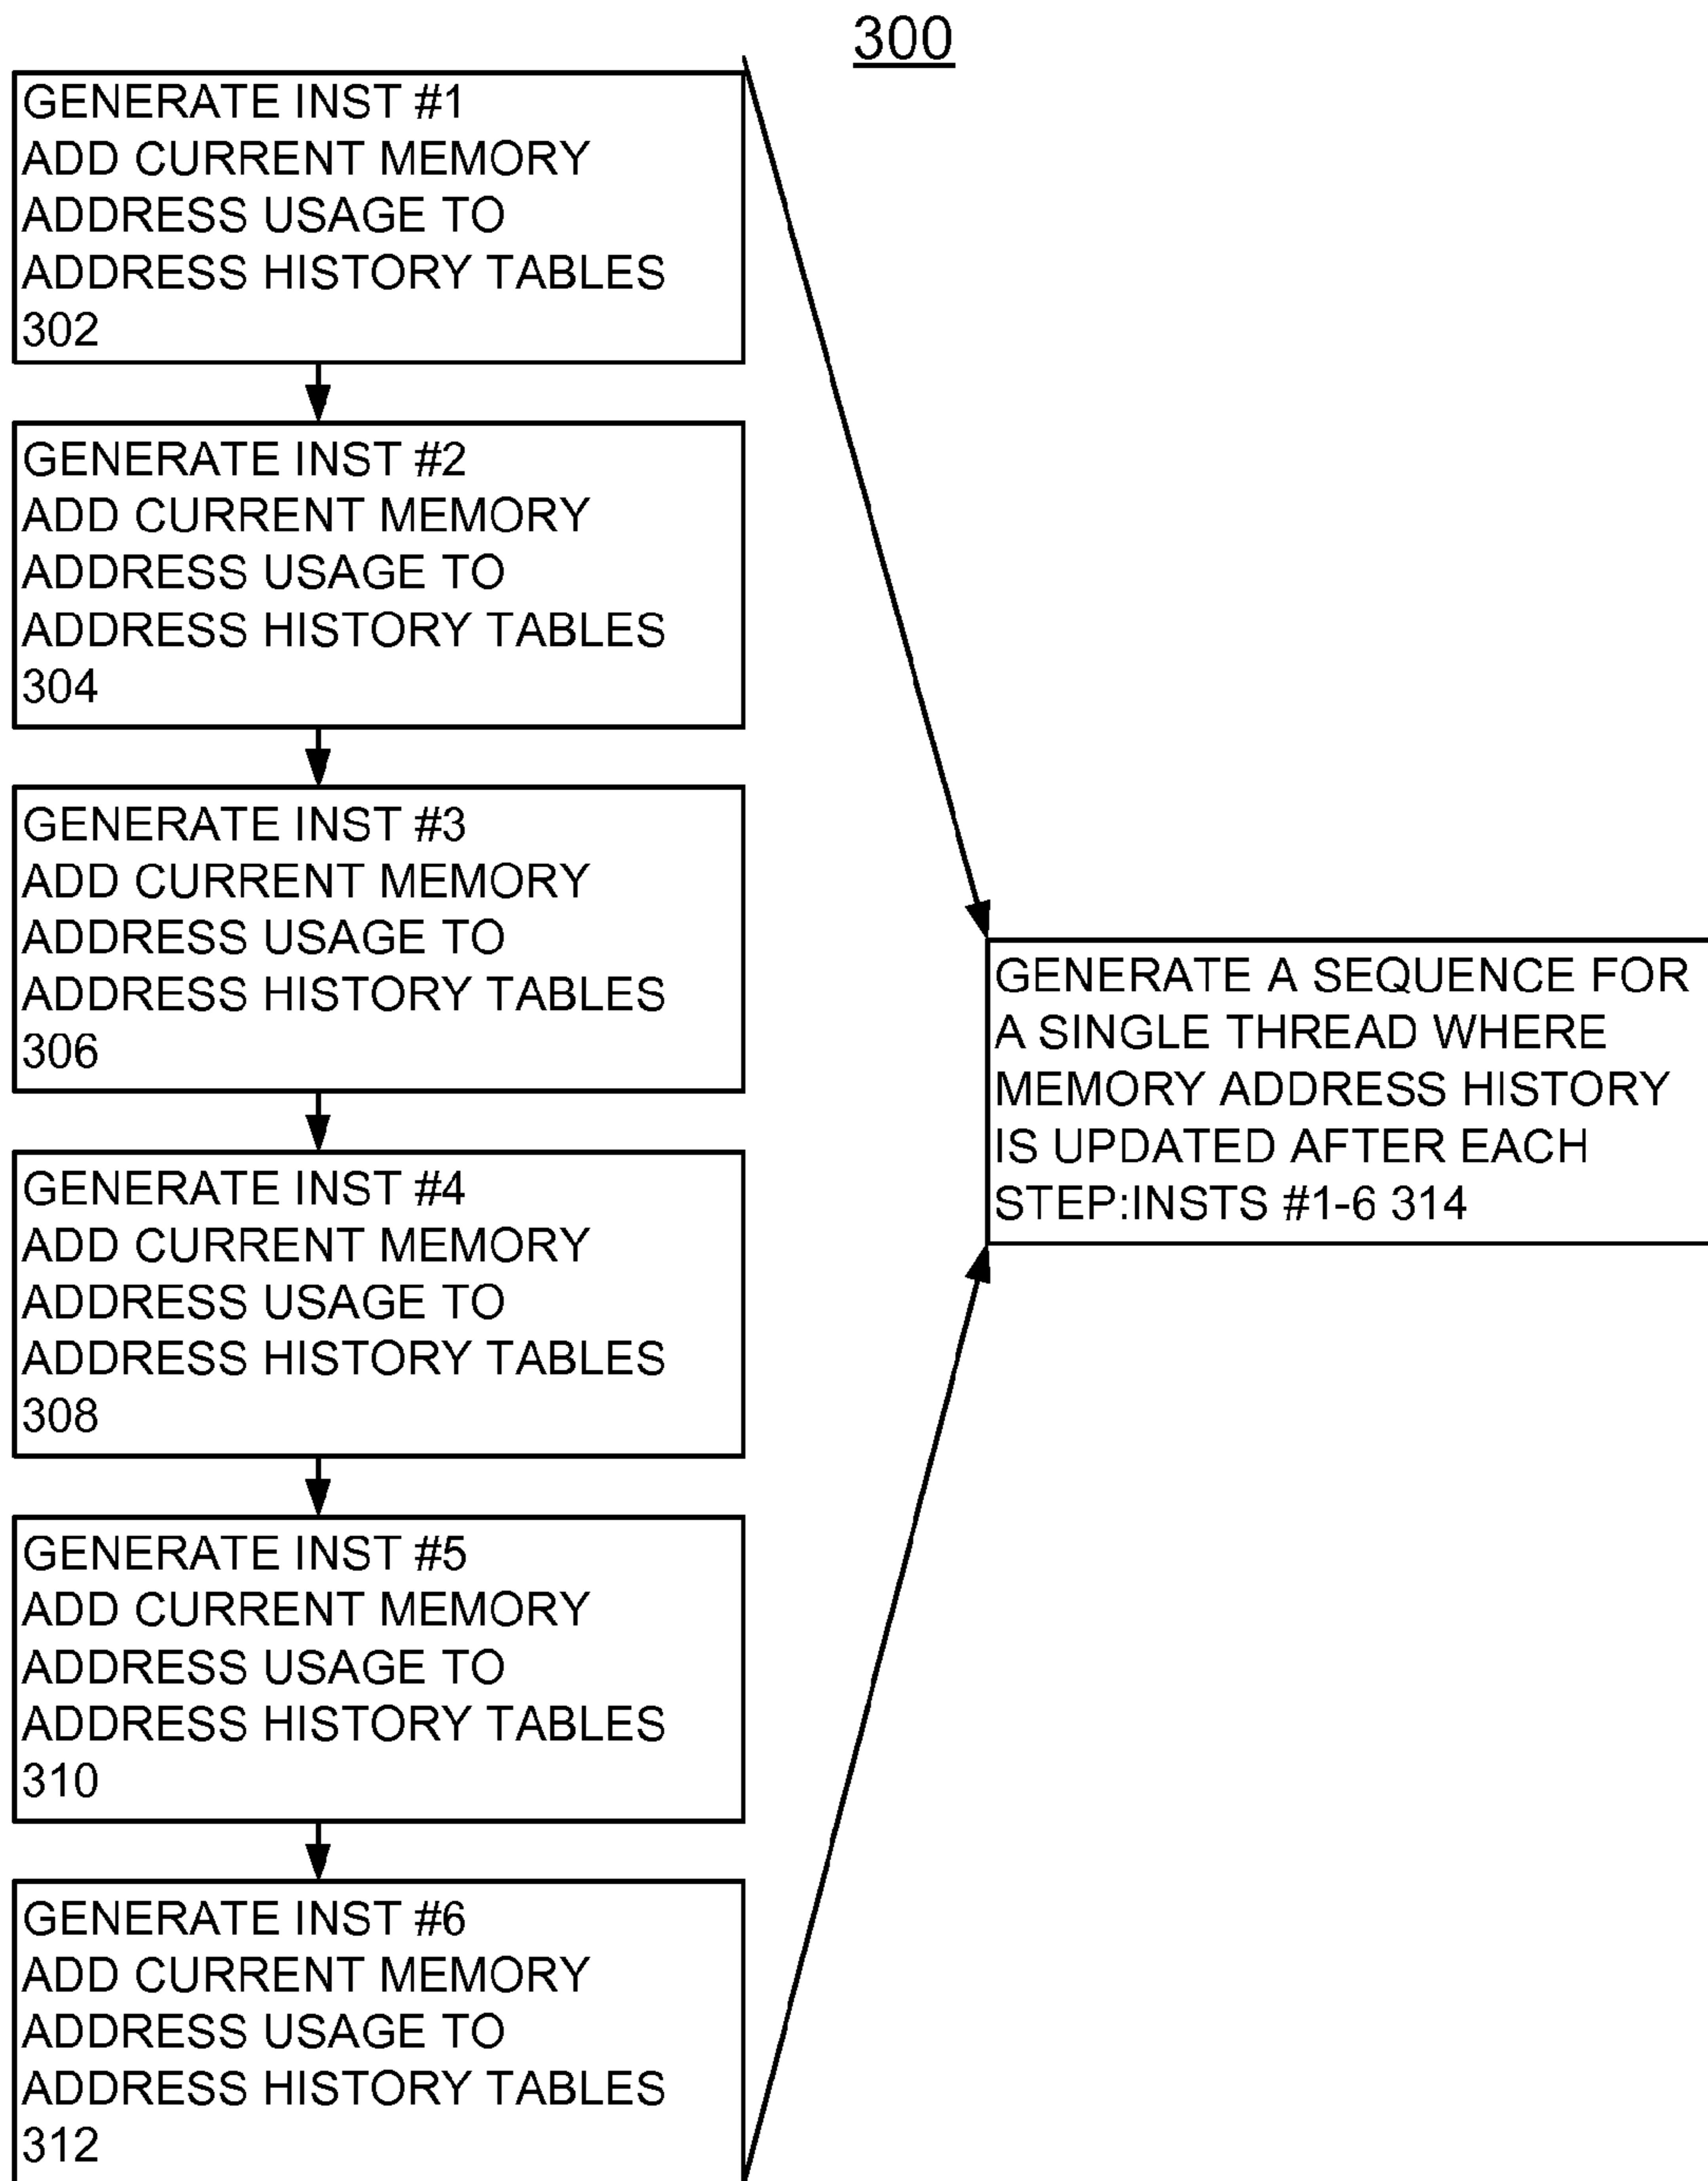 300
GENERATE INST #1
ADD CURRENT MEMORY
ADDRESS USAGE TO
ADDRESS HISTORY TABLES
302
GENERATE INST #2
ADD CURRENT MEMORY
ADDRESS USAGE TO
ADDRESS HISTORY TABLES
304
GENERATE INST #3
ADD CURRENT MEMORY
ADDRESS USAGE TO
ADDRESS HISTORY TABLES
306
GENERATE INST #4
ADD CURRENT MEMORY
ADDRESS USAGE TO
ADDRESS HISTORY TABLES
308
GENERATE INST #5
ADD CURRENT MEMORY
ADDRESS USAGE TO
ADDRESS HISTORY TABLES
310
GENERATE INST #6
ADD CURRENT MEMORY
ADDRESS USAGE TO
ADDRESS HISTORY TABLES
312
GENERATE A SEQUENCE FOR
A SINGLE THREAD WHERE
MEMORY ADDRESS HISTORY
IS UPDATED AFTER EACH
STEP:INSTS #1-6 314